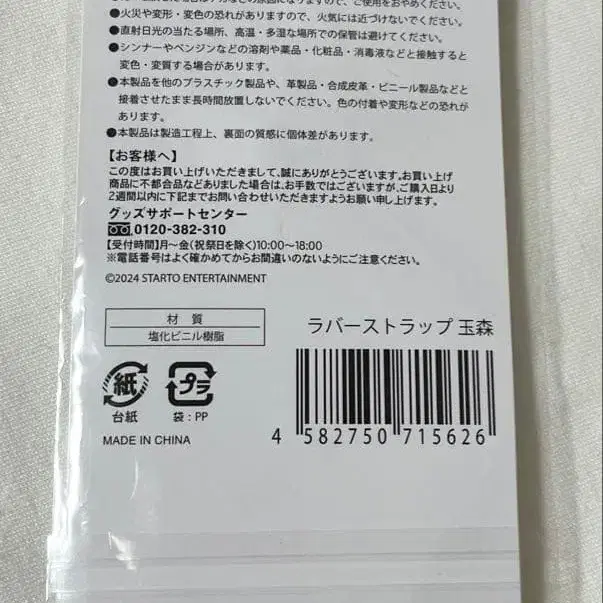 ●火災や変形・変色の恐れがありますので、火気には近づけないでください。
●直射日光の当たる場所、高温・多湿な場所での保管は避けてください。
●シンナーやベンジンなどの溶剤や薬品・化粧品・消毒液などと接触すると
変色・変質する場合があります。
●本製品を他のプラスチック製品や、革製品・合成皮革・ビニール製品などと
接着させたまま長時間放置しないでください。色の付着や変形などの恐れが
あります。
●本製品は製造工程上、裏面の質感に個体差があります。
【お客様へ】
この度はお買い上げいただきまして、誠にありがとうございます。お買い上げ
商品に不都合品などありました場合は、お手数ではございますが、ご購入日より
2週間以内に下記までお問い合わせいただきますようお願い申し上げます。
グッズサポートセンター
0120-382-310
【受付時間】月〜金(祝祭日を除く)10:00〜18:00
※電話番号はよく確かめてからお間違いのないようにご注意ください。
©2024 STARTO ENTERTAINMENT
材 質
塩化ビニル樹脂
ラバーストラップ 玉森
紙
プラ
台紙
袋:PP
MADE IN CHINA
4 582750 715626